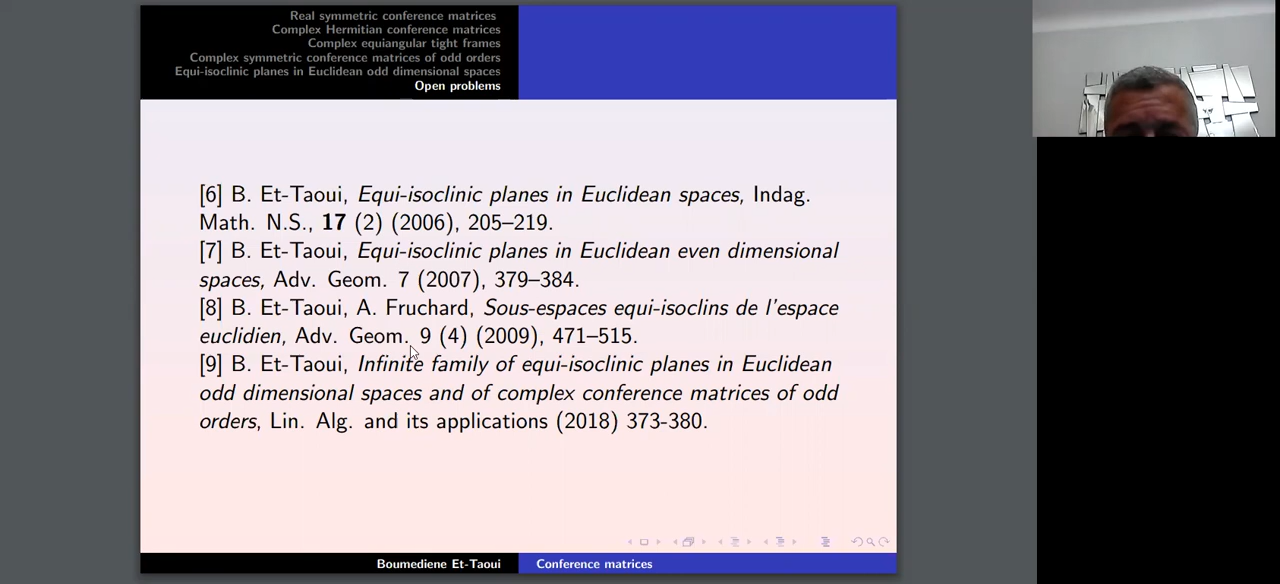 Real symmetric conference matrices
Complex Hermitian conference matrices
Complex equiangular tight frames
Complex symmetric conference matrices of odd orders
Equi-isoclinic planes in Euclidean odd dimensional spaces
Open problems
[6] B. Et-Taoui, Equi-isoclinic planes in Euclidean spaces, Indag.
Math. N.S., 17 (2) (2006), 205–219.
[7] B. Et-Taoui, Equi-isoclinic planes in Euclidean even dimensional
spaces, Adv. Geom. 7 (2007), 379–384.
[8] B. Et-Taoui, A. Fruchard, Sous-espaces equi-isoclins de l'espace
euclidien, Adv. Geom. 9 (4) (2009), 471–515.
[9] B. Et-Taoui, Infinite family of equi-isoclinic planes in Euclidean
odd dimensional spaces and of complex conference matrices of odd
orders, Lin. Alg. and its applications (2018) 373-380.
Boumediene Et-Taoui
Conference matrices